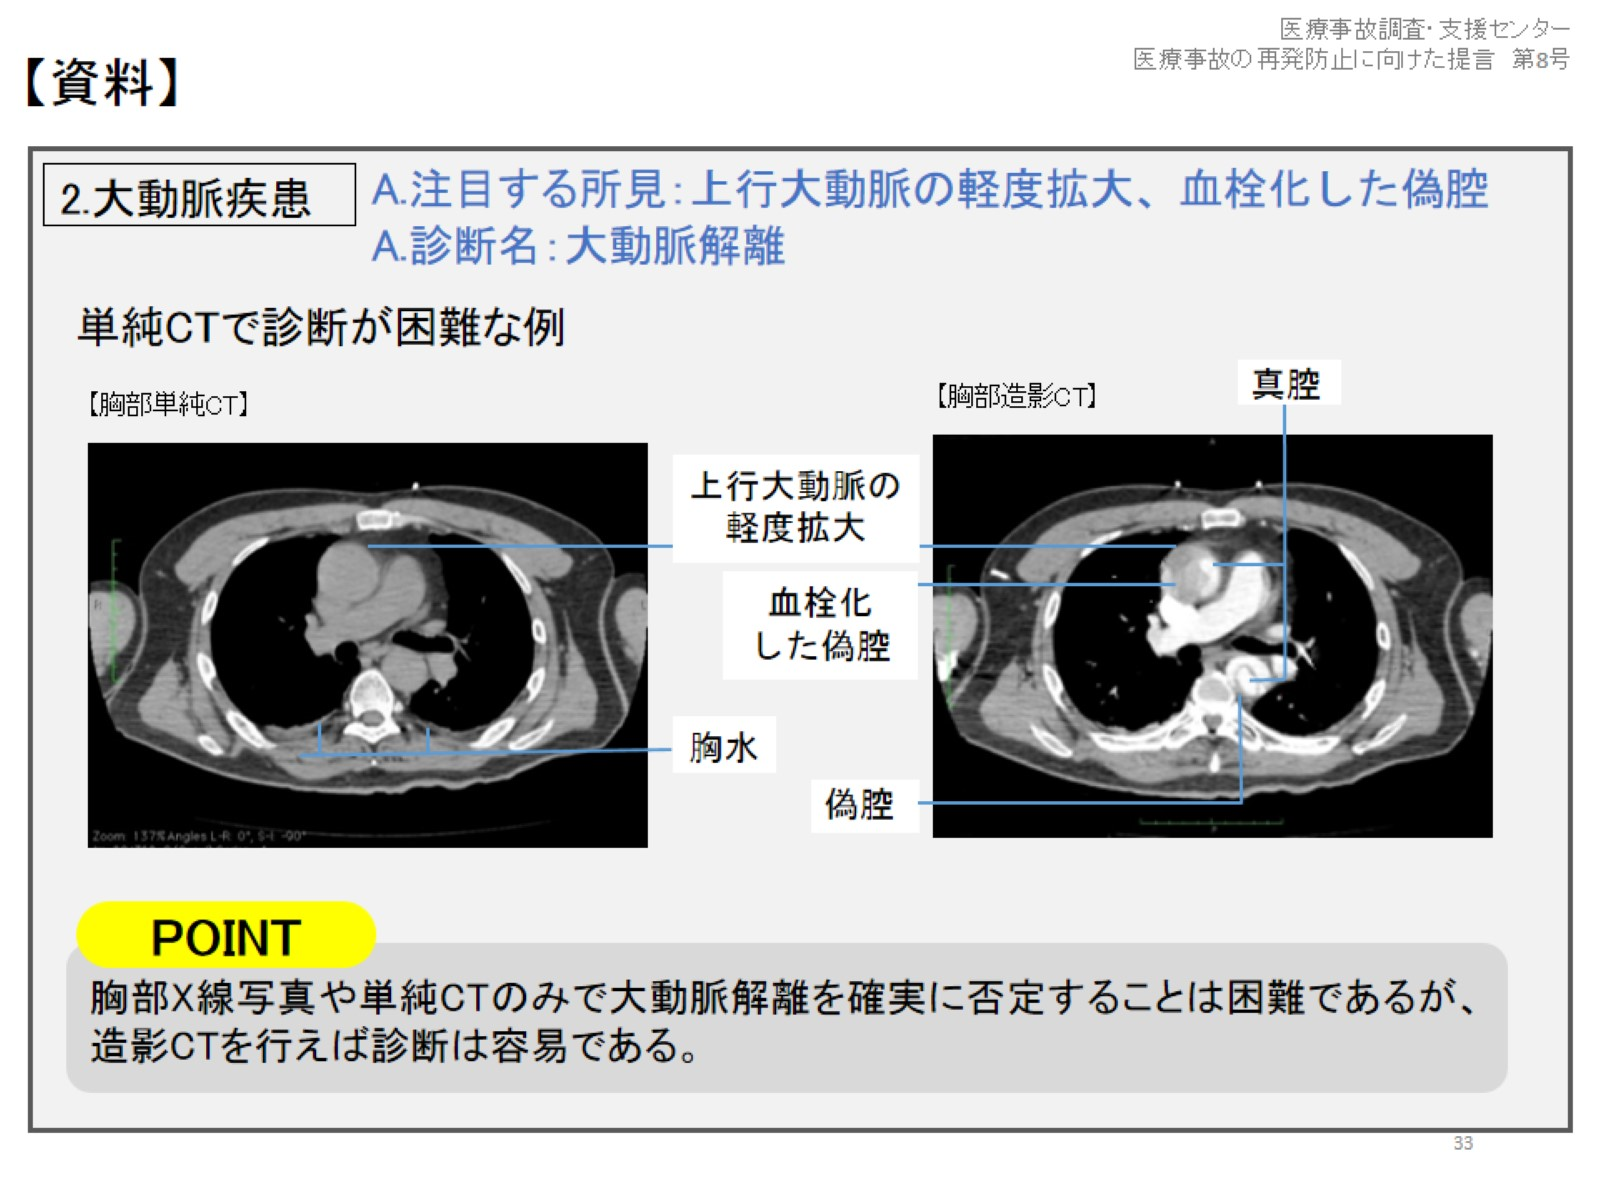 医療事故調査・支援センター
医療事故の再発防止に向けた提言 第8号
【資料】
2.大動脈疾患
A.注目する所見：上行大動脈の軽度拡大、血栓化した偽腔
A.診断名：大動脈解離
単純CTで診断が困難な例
【胸部単純CT】
【胸部造影CT】
真腔
上行大動脈の
軽度拡大
血栓化
した偽腔
胸水
偽腔
R
L
Zoom 137% Angles L-R 0°, S-I -90°
P
POINT
胸部X線写真や単純CTのみで大動脈解離を確実に否定することは困難であるが、
造影CTを行えば診断は容易である。
33